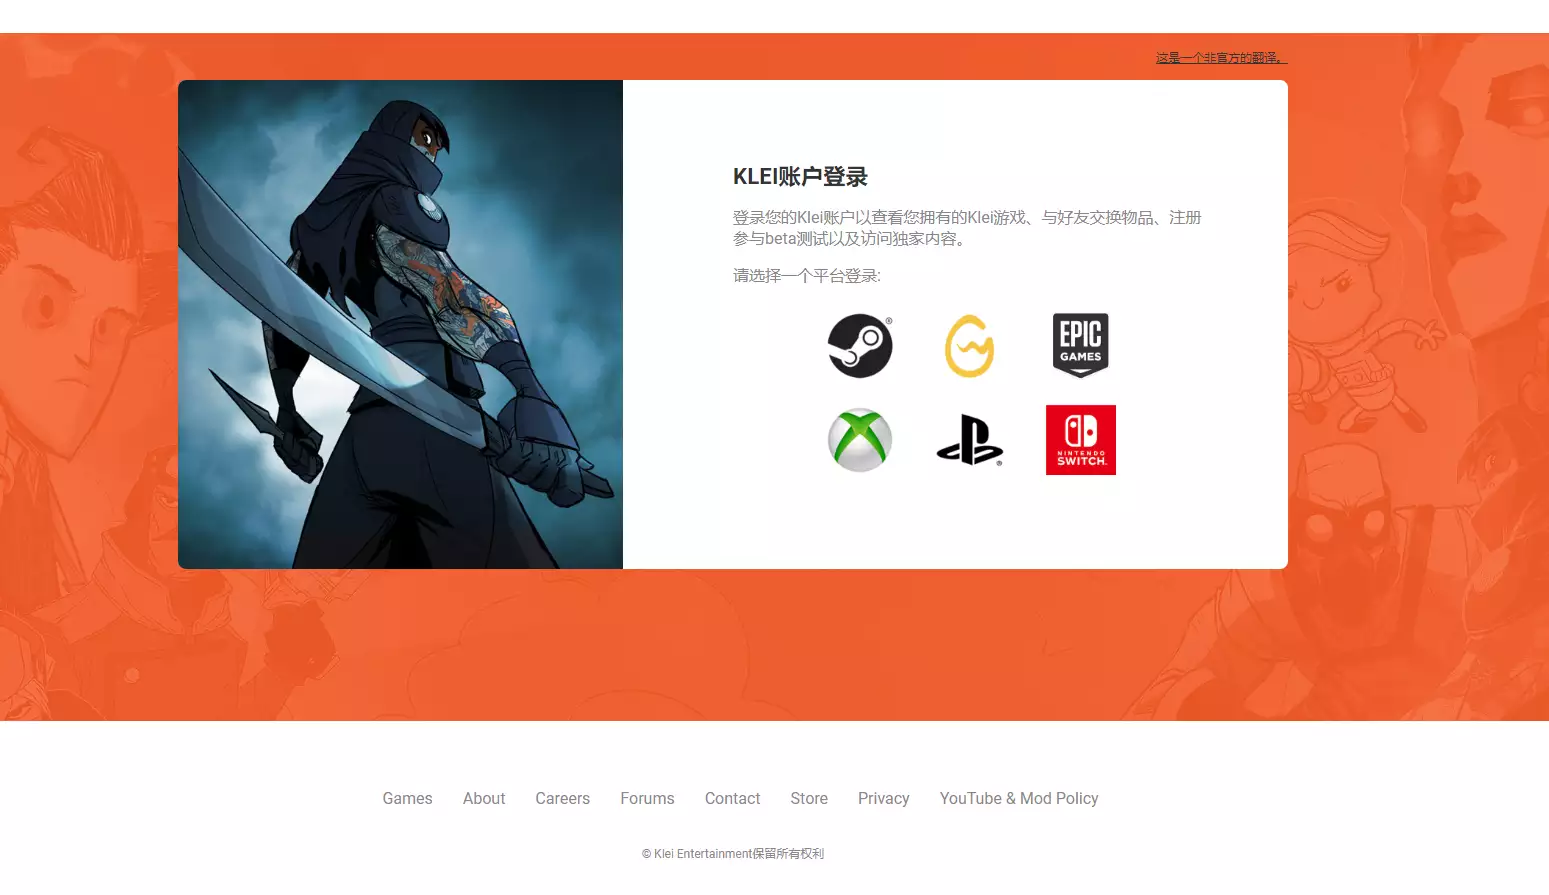 这是一个非官方的翻译。
KLEI账户登录
登录您的Klei账户以查看您拥有的Klei游戏、与好友交换物品、注册
参与beta测试以及访问独家内容。
请选择一个平台登录:
®
EPIC
GAMES
NINTENDO
SWITCH.
®
Games About Careers Forums Contact Store Privacy YouTube & Mod Policy
© Klei Entertainment保留所有权利